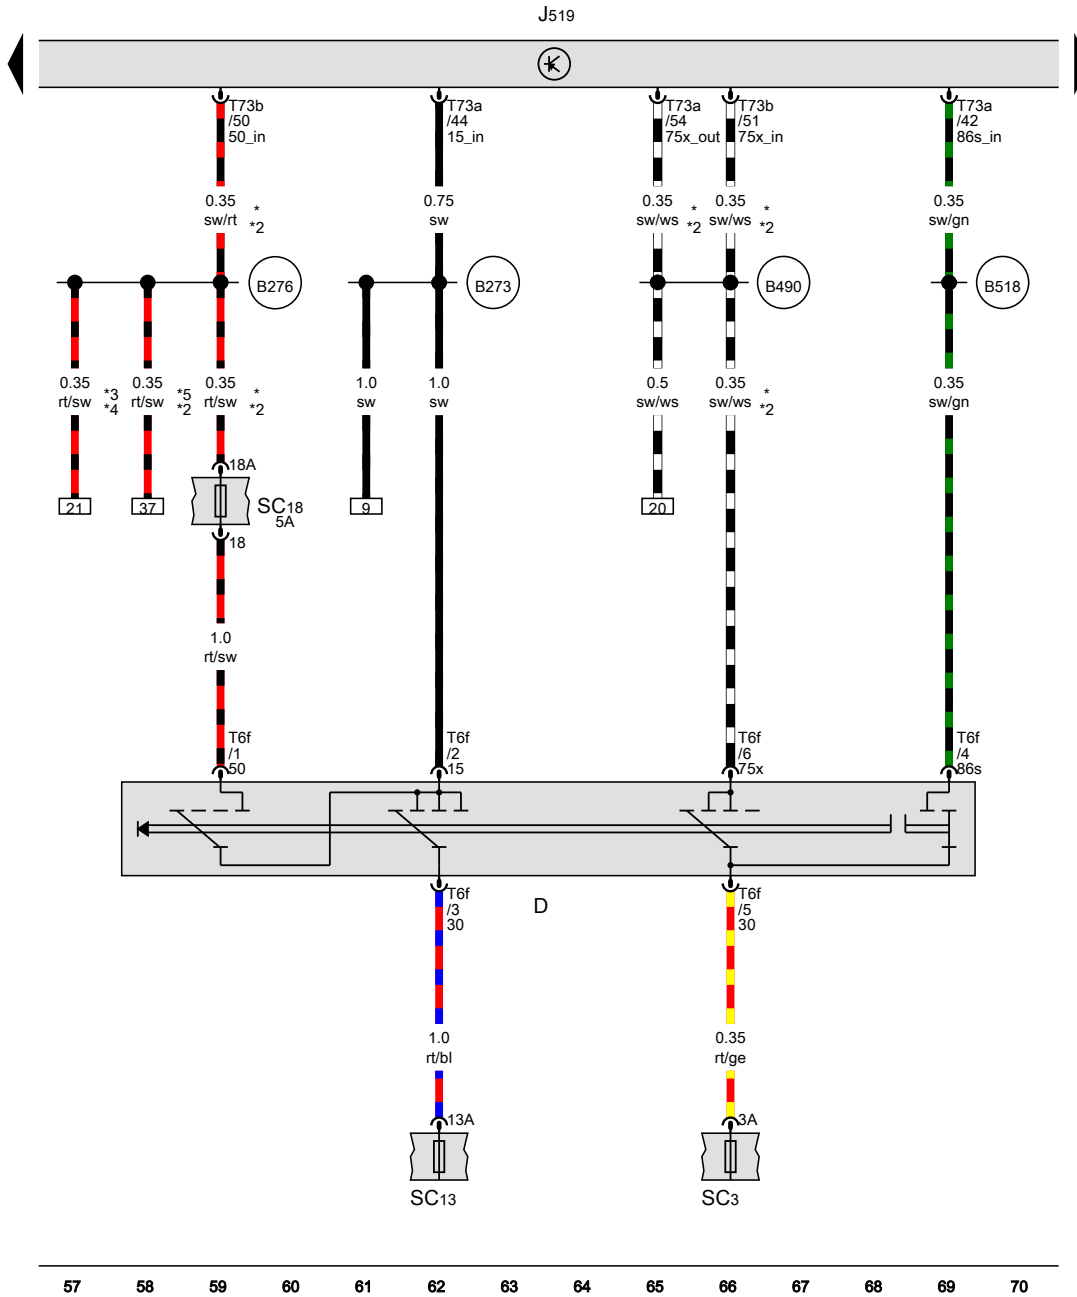 J519
T73b
/50
50_in
T73a
/44
15_in
T73a
/54
75x_out
T73b
/51
75x_in
T73a
/42
86s_in
0.35
sw/rt
*
*2
0.75
sw
0.35
sw/ws
*
*2
0.35
sw/ws
*
*2
0.35
sw/gn
B276
B273
B490
B518
0.35
rt/sw
*3
*4
0.35
rt/sw
*5
*2
0.35
rt/sw
*
*2
1.0
sw
1.0
sw
0.5
sw/ws
0.35
sw/ws
*
*2
0.35
sw/gn
18A
21
37
SC18
5A
9
20
18
1.0
rt/sw
T6f
/1
50
T6f
/2
15
T6f
/6
75x
T6f
/4
86s
T6f
/3
30
D
T6f
/5
30
1.0
rt/bl
0.35
rt/ge
13A
3A
SC13
SC3
57 58 59 60 61 62 63 64 65 66 67 68 69 70